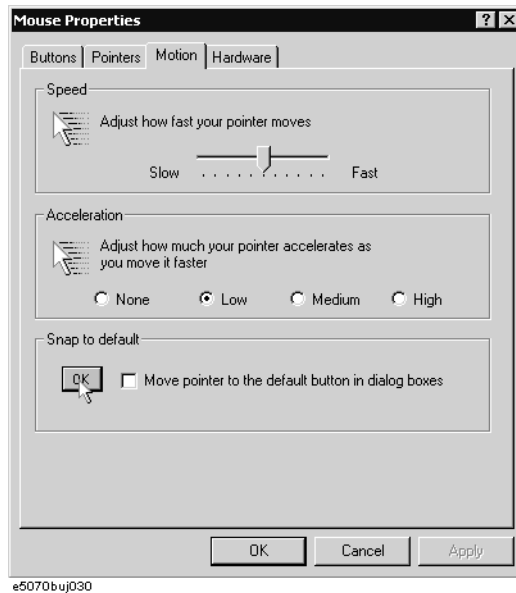 Mouse Properties
Buttons Pointers Motion Hardware
Speed
Adjust how fast your pointer moves
Slow Fast
Acceleration
Adjust how much your pointer accelerates as
you move it faster
None Low Medium High
Snap to default
OK Move pointer to the default button in dialog boxes
OK Cancel Apply
e5070buj030